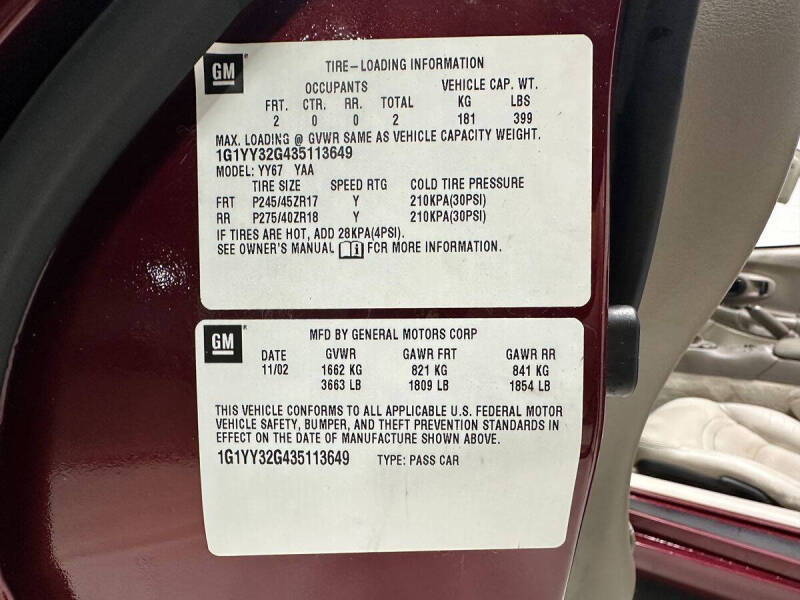 GM
TIRE-LOADING INFORMATION
OCCUPANTS VEHICLE CAP. WT.
FRT. CTR. RR. TOTAL KG LBS
2 0 0 2 181 399
MAX. LOADING @ GVWR SAME AS VEHICLE CAPACITY WEIGHT.
1G1YY32G435113649
MODEL: YY67 YAA
TIRE SIZE SPEED RTG COLD TIRE PRESSURE
FRT P245/45ZR17 Y 210KPA(30PSI)
RR P275/40ZR18 Y 210KPA(30PSI)
IF TIRES ARE HOT, ADD 28KPA(4PSI).
SEE OWNER'S MANUAL FOR MORE INFORMATION.
GM
MFD BY GENERAL MOTORS CORP
DATE GVWR GAWR FRT GAWR RR
11/02 1662 KG 821 KG 841 KG
3663 LB 1809 LB 1854 LB
THIS VEHICLE CONFORMS TO ALL APPLICABLE U.S. FEDERAL MOTOR
VEHICLE SAFETY, BUMPER, AND THEFT PREVENTION STANDARDS IN
EFFECT ON THE DATE OF MANUFACTURE SHOWN ABOVE.
1G1YY32G435113649 TYPE: PASS CAR